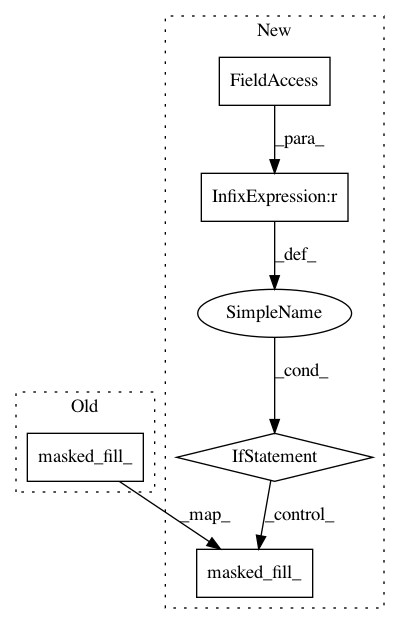 New
FieldAccess
_para_
InfixExpression:r
_def_
SimpleName
_cond_
Old
masked_fill_
IfStatement
_map_
_control_
masked_fill_